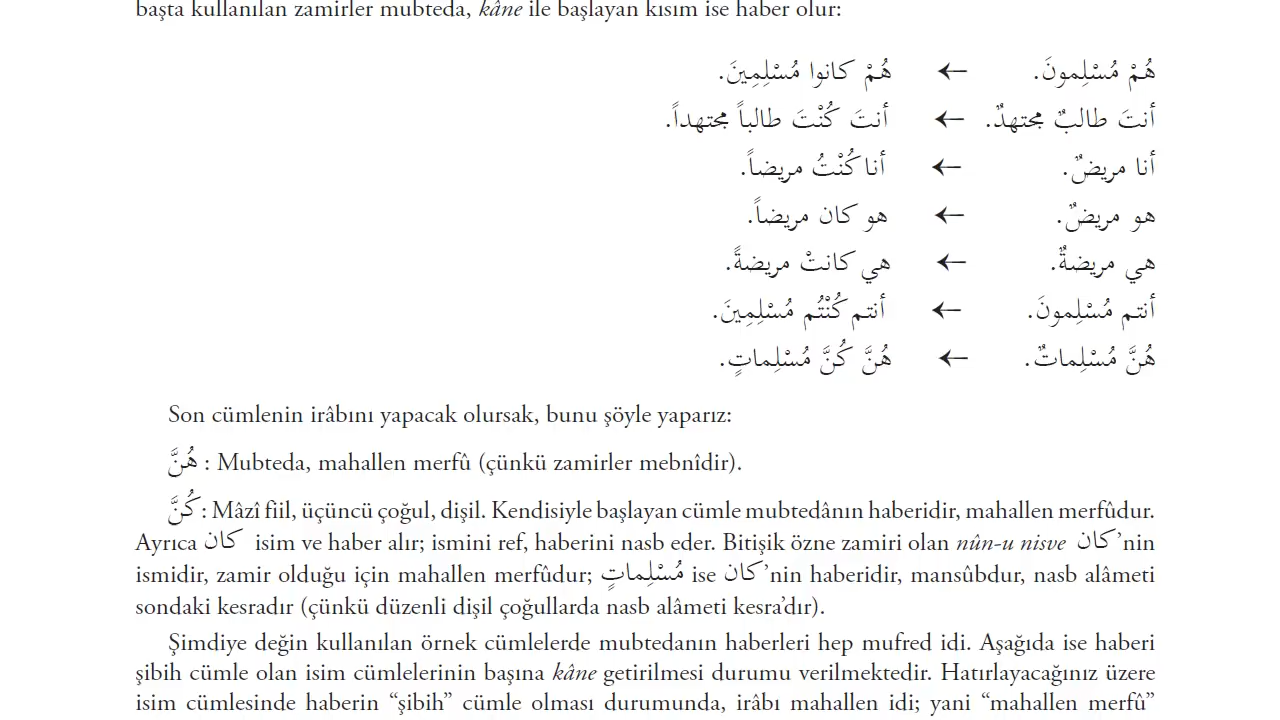 başta kullanılan zamirler mubteda, kâne ile başlayan kısım ise haber olur:
هُمْ مُسْلِمونَ. ← هُمْ كانوا مُسْلِمِينَ.
أنتَ طالبٌ مجتهدٌ. ← أنتَ كُنْتَ طالباً مجتهداً.
أنا مريضٌ. ← أنا كُنْتُ مريضاً.
هو مريضٌ. ← هو كان مريضاً.
هي مريضةٌ. ← هي كانتْ مريضةً.
أنتم مُسْلِمونَ. ← أنتم كُنْتُم مُسْلِمِينَ.
هُنَّ مُسْلِماتٌ. ← هُنَّ كُنَّ مُسْلِماتٍ.
Son cümlenin irâbını yapacak olursak, bunu şöyle yaparız:
هُنَّ : Mubteda, mahallen merfû (çünkü zamirler mebnîdir).
كُنَّ : Mâzî fiil, üçüncü çoğul, dişil. Kendisiyle başlayan cümle mubtedânın haberidir, mahallen merfûdur.
Ayrıca كان isim ve haber alır; ismini ref, haberini nasb eder. Bitişik özne zamiri olan nûn-u nisve كان’nin
ismidir, zamir olduğu için mahallen merfûdur; مُسْلِماتٍ ise كان’nin haberidir, mansûbdur, nasb alâmeti
sondaki kesradır (çünkü düzenli dişil çoğullarda nasb alâmeti kesra’dır).
Şimdiye değin kullanılan örnek cümlelerde mubtedanın haberleri hep mufred idi. Aşağıda ise haberi
şibih cümle olan isim cümlelerinin başına kâne getirilmesi durumu verilmektedir. Hatırlayacağınız üzere
isim cümlesinde haberin “şibih” cümle olması durumunda, irâbı mahallen idi; yani “mahallen merfû”